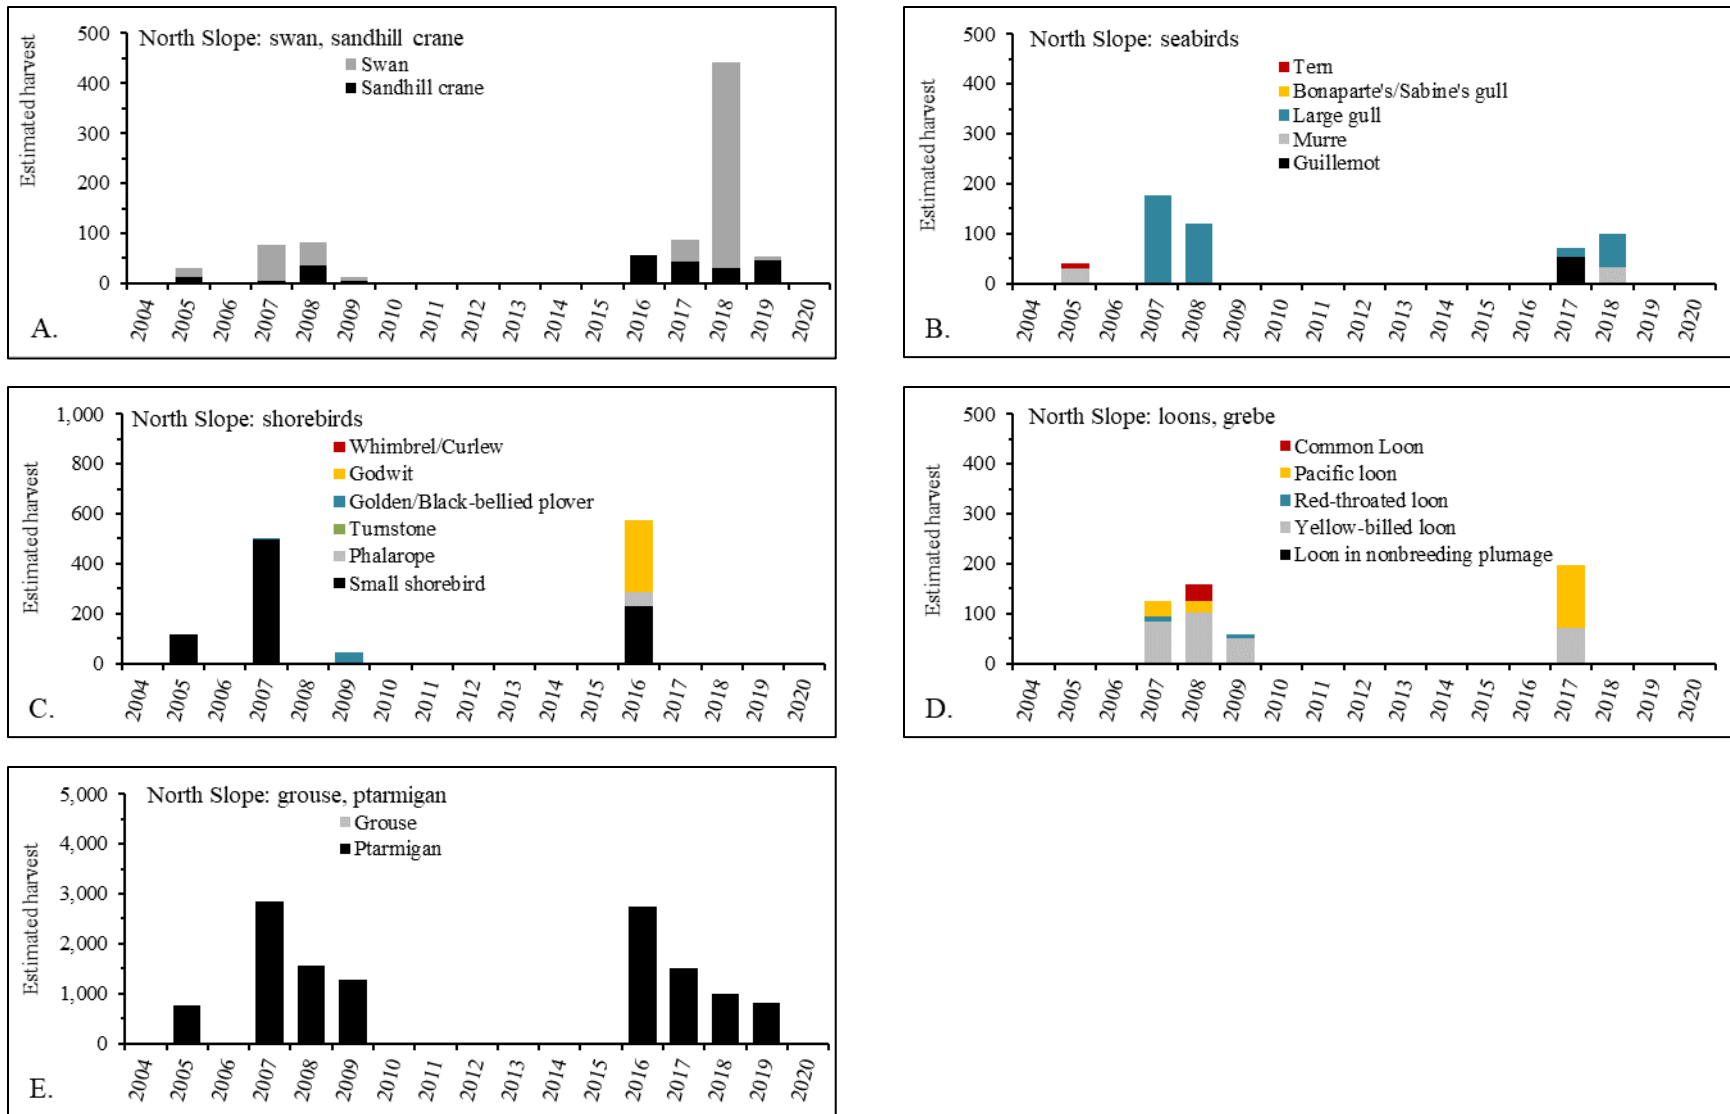 North Slope: swan, sandhill crane
Swan
Sandhill crane
Estimated harvest
500
400
300
200
100
0
2004 2005 2006 2007 2008 2009 2010 2011 2012 2013 2014 2015 2016 2017 2018 2019 2020
A.
North Slope: seabirds
Tern
Bonaparte's/Sabine's gull
Large gull
Murre
Guillemot
Estimated harvest
500
400
300
200
100
0
2004 2005 2006 2007 2008 2009 2010 2011 2012 2013 2014 2015 2016 2017 2018 2019 2020
B.
North Slope: shorebirds
Whimbrel/Curlew
Godwit
Golden/Black-bellied plover
Turnstone
Phalarope
Small shorebird
Estimated harvest
1,000
800
600
400
200
0
2004 2005 2006 2007 2008 2009 2010 2011 2012 2013 2014 2015 2016 2017 2018 2019 2020
C.
North Slope: loons, grebe
Common Loon
Pacific loon
Red-throated loon
Yellow-billed loon
Loon in nonbreeding plumage
Estimated harvest
500
400
300
200
100
0
2004 2005 2006 2007 2008 2009 2010 2011 2012 2013 2014 2015 2016 2017 2018 2019 2020
D.
North Slope: grouse, ptarmigan
Grouse
Ptarmigan
Estimated harvest
5,000
4,000
3,000
2,000
1,000
0
2004 2005 2006 2007 2008 2009 2010 2011 2012 2013 2014 2015 2016 2017 2018 2019 2020
E.